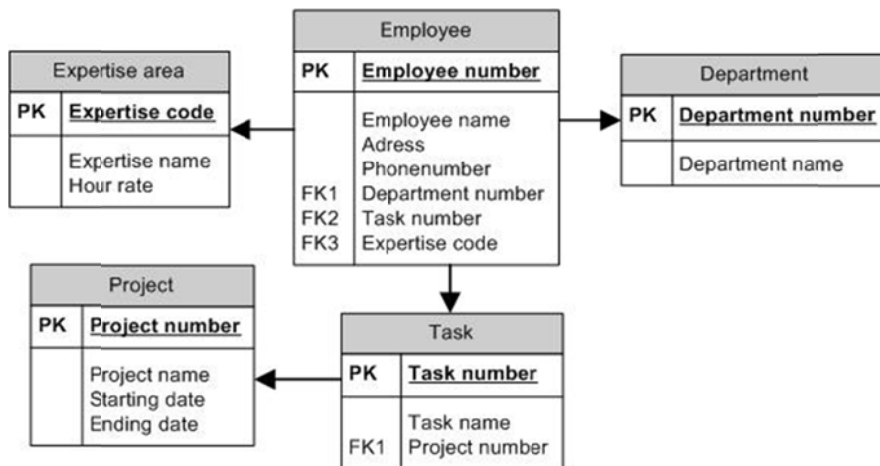 Employee
PK Employee number
Employee name
Adress
Phonenumber
FK1 Department number
FK2 Task number
FK3 Expertise code
Expertise area
PK Expertise code
Expertise name
Hour rate
Department
PK Department number
Department name
Project
PK Project number
Project name
Starting date
Ending date
Task
PK Task number
Task name
FK1 Project number